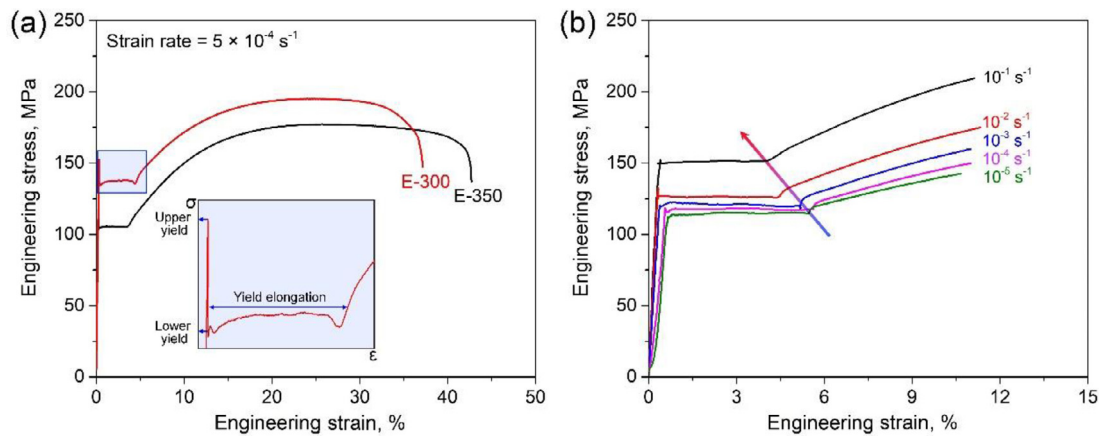 (a)
Strain rate = 5 × 10⁻⁴ s⁻¹
Engineering stress, MPa
250
200
150
100
50
0
E-300
E-350
σ
Upper
yield
Yield elongation
Lower
yield
ε
0 10 20 30 40 50
Engineering strain, %
(b)
Engineering stress, MPa
250
200
150
100
50
0
10⁻¹ s⁻¹
10⁻² s⁻¹
10⁻³ s⁻¹
10⁻⁴ s⁻¹
10⁻⁵ s⁻¹
0 3 6 9 12 15
Engineering strain, %